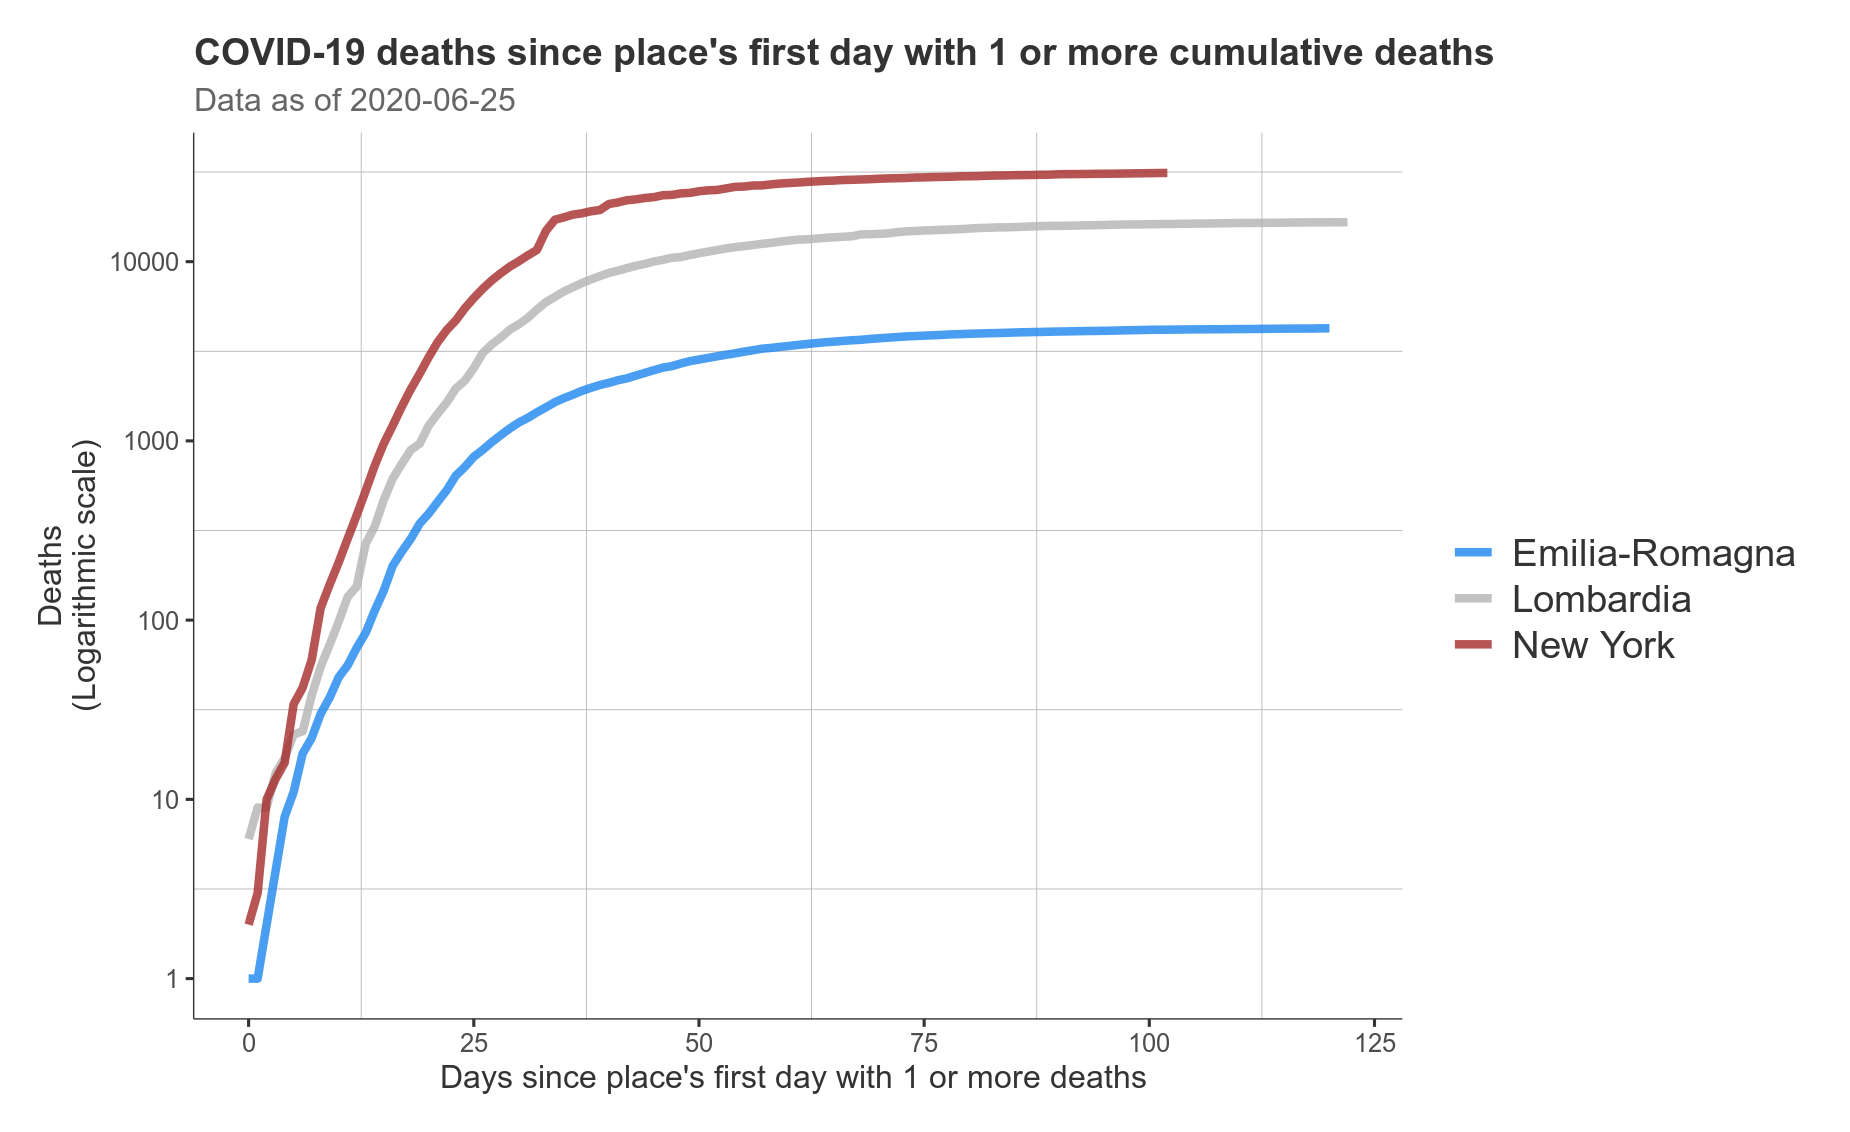 COVID-19 deaths since place's first day with 1 or more cumulative deaths
Data as of 2020-06-25
Deaths
(Logarithmic scale)
10000
1000
100
10
1
0 25 50 75 100 125
Days since place's first day with 1 or more deaths
Emilia-Romagna
Lombardia
New York